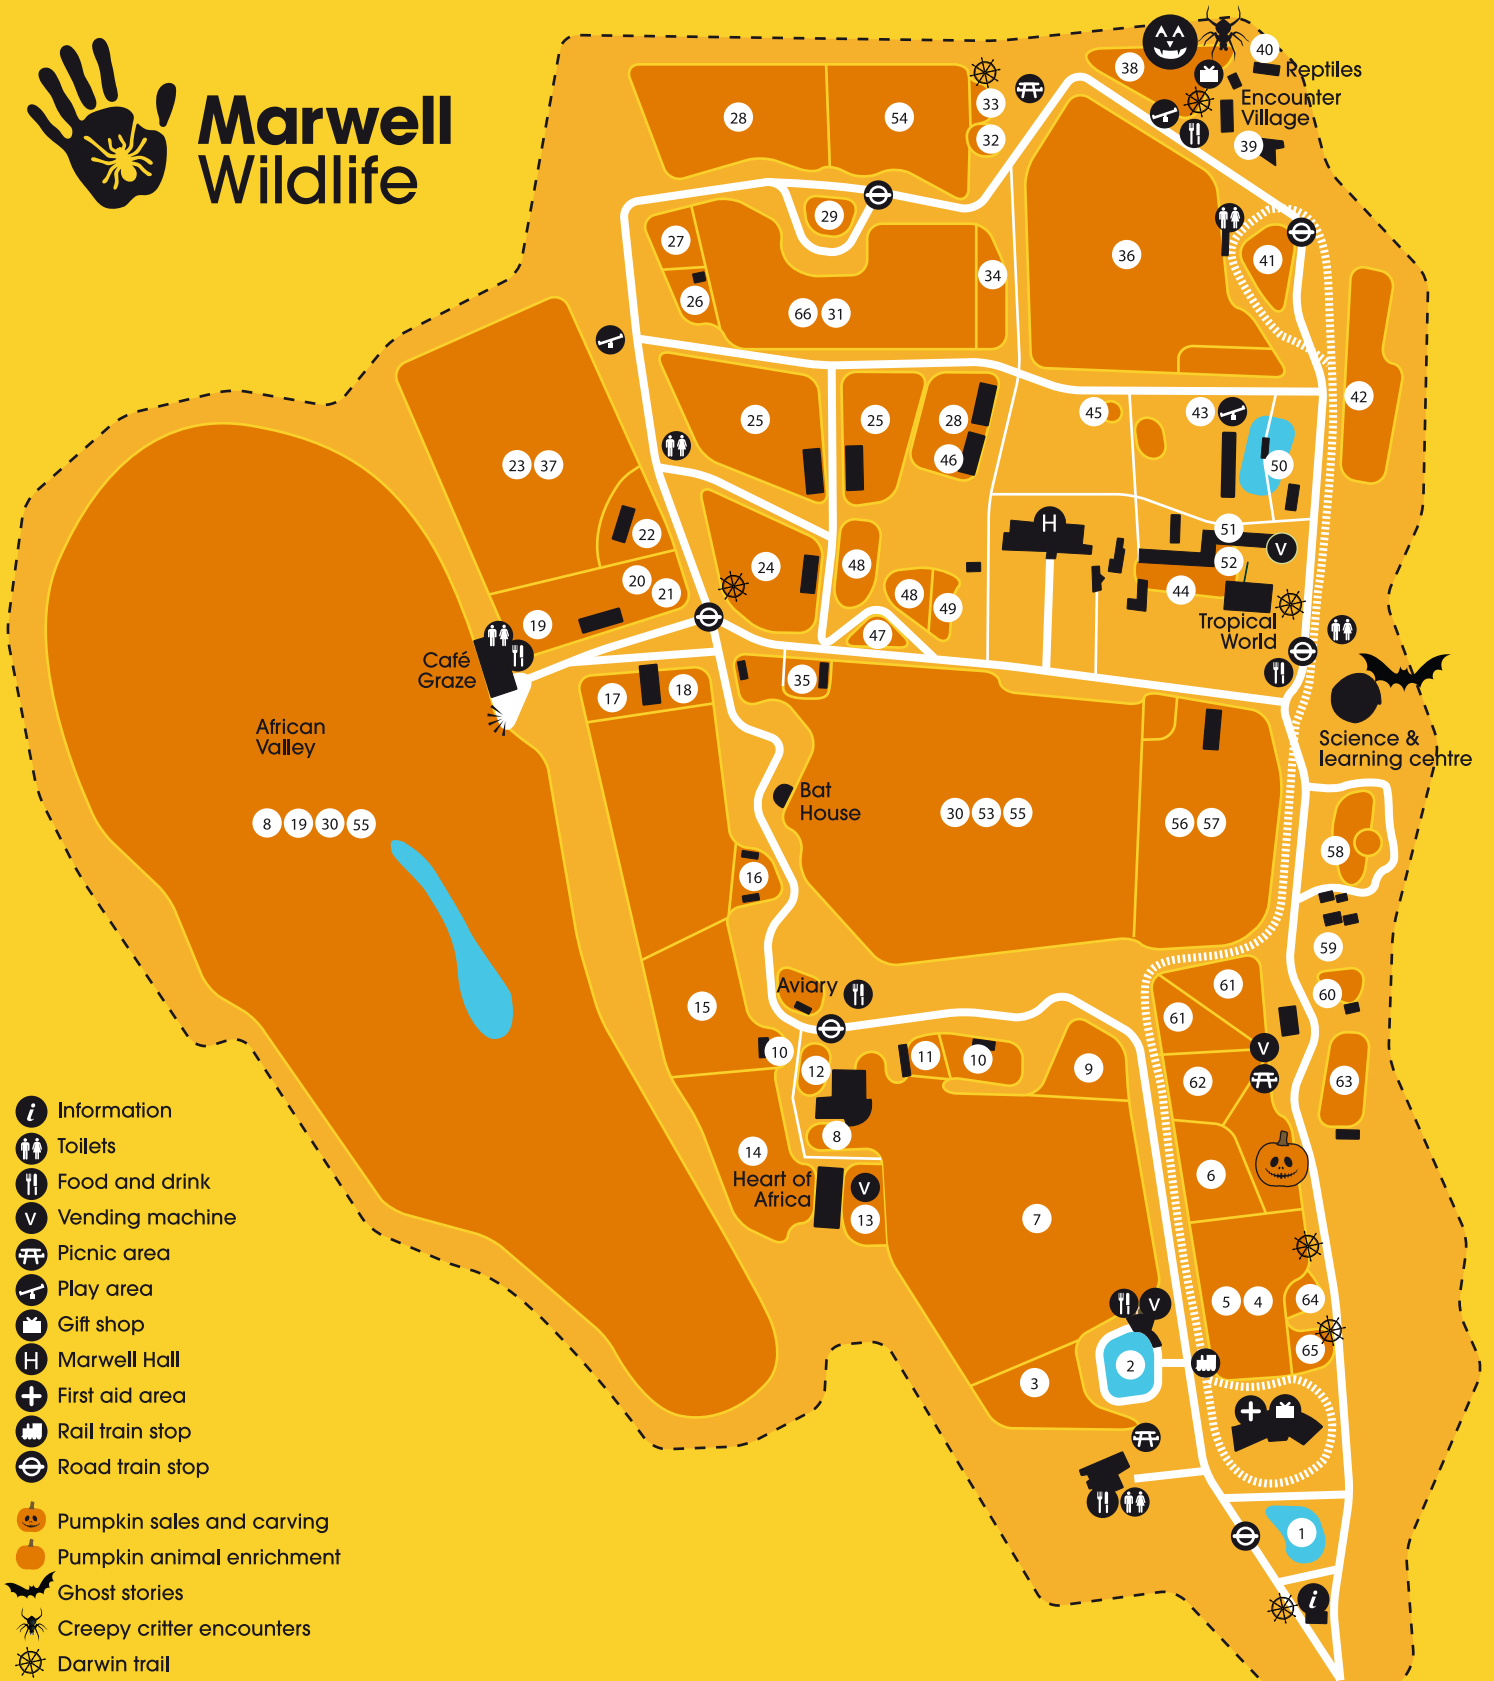 Marwell
Wildlife
40
38
Reptiles
33
Encounter
Village
28
54
32
39
29
27
36
41
34
26
66 31
42
25
25
28
45
43
46
50
23 37
H
51
22
V
24
48
52
20
21
48
49
44
19
47
Tropical
World
Café
Graze
17
18
35
African
Valley
Science &
learning centre
Bat
House
8 19 30 55
30 53 55
56 57
58
16
59
Aviary
61
60
15
61
10
12
11
10
9
V
62
63
8
14
6
Heart of
Africa
V
13
7
5 4
64
V
65
2
3
1
i
i Information
Toilets
Food and drink
V Vending machine
Picnic area
Play area
Gift shop
H Marwell Hall
First aid area
Rail train stop
Road train stop
Pumpkin sales and carving
Pumpkin animal enrichment
Ghost stories
Creepy critter encounters
Darwin trail